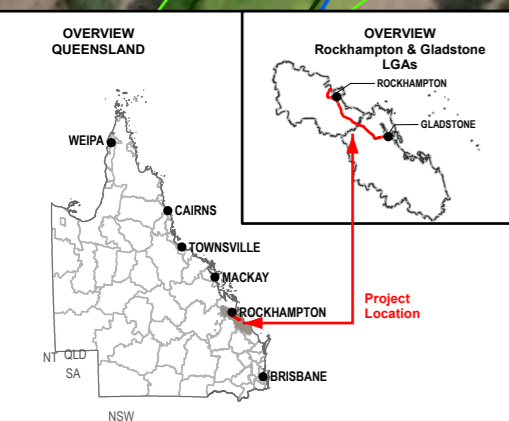 OVERVIEW
QUEENSLAND
OVERVIEW
Rockhampton & Gladstone
LGAs
ROCKHAMPTON
GLADSTONE
WEIPA
CAIRNS
TOWNSVILLE
MACKAY
ROCKHAMPTON
Project
Location
NT QLD
SA
BRISBANE
NSW